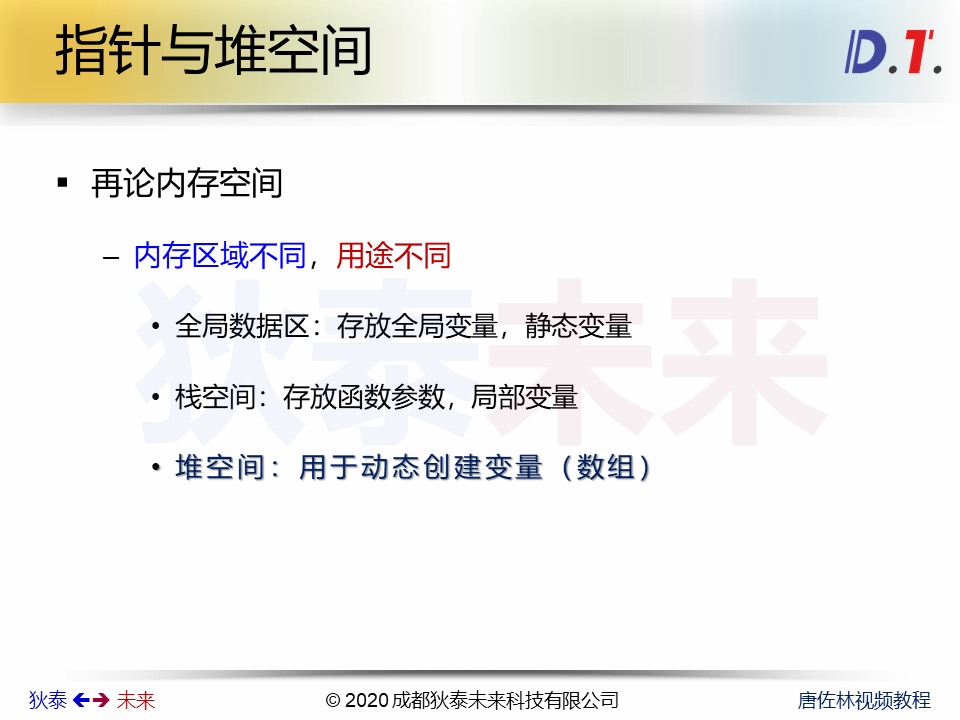 指针与堆空间
D.T.
再论内存空间
– 内存区域不同，用途不同
• 全局数据区：存放全局变量，静态变量
• 栈空间：存放函数参数，局部变量
• 堆空间：用于动态创建变量（数组）
狄泰未来
狄泰 未来
© 2020 成都狄泰未来科技有限公司
唐佐林视频教程